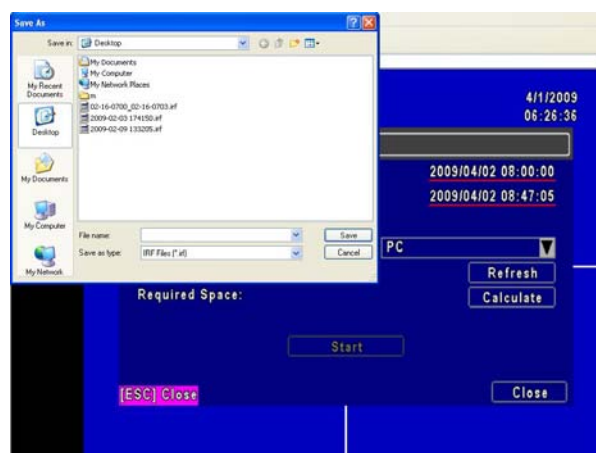 Save As
Save in: Desktop
My Recent Documents
Desktop
My Documents
My Computer
My Network
My Documents
My Computer
My Network Places
m
02-16-0700_02-16-0703.irf
2009-02-03 174150.irf
2009-02-09 133205.irf
File name:
Save
Save as type: IRF Files (*.irf)
Cancel
4/1/2009
06:26:36
2009/04/02 08:00:00
2009/04/02 08:47:05
PC
Refresh
Required Space:
Calculate
Start
[ESC] Close
Close